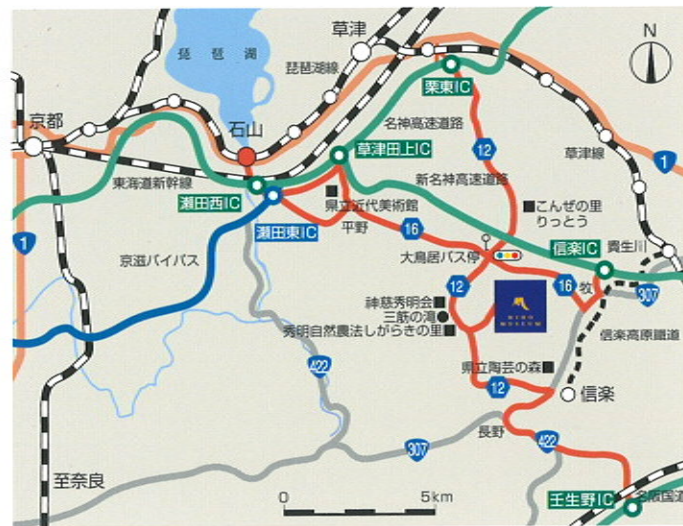 草津
N
琵琶湖
琵琶湖線
栗東IC
京都
石山
名神高速道路
12
草津田上IC
草津線
1
東海道新幹線
新名神高速道路
瀬田西IC
県立近代美術館
こんぜの里
りっとう
瀬田東IC
平野
16
信楽IC
貴生川
1
京滋バイパス
大鳥居バス停
12
16
牧
307
神慈秀明会
三筋の滝
MIHO
MUSEUM
秀明自然農法しがらきの里
信楽高原鐵道
422
県立陶芸の森
12
信楽
長野
422
307
至奈良
0
5km
壬生野IC
名阪国道